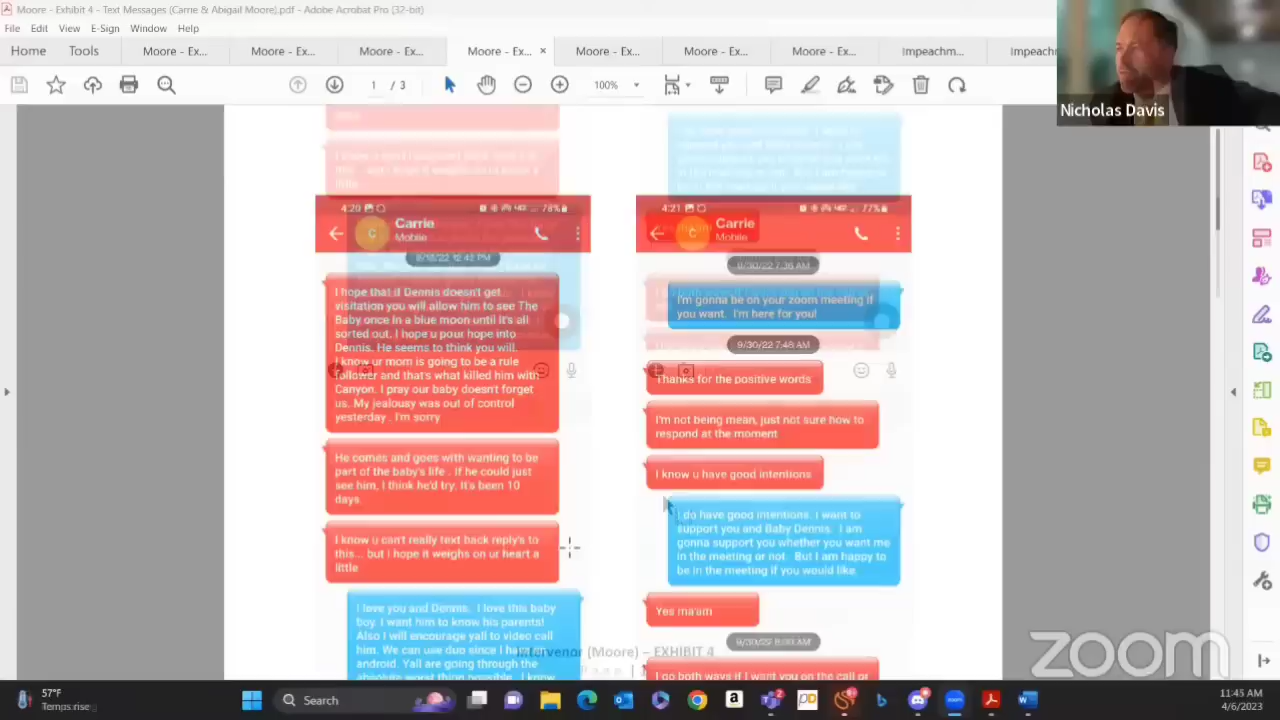 Moore - Exhibit 4 - Text Messages (Carrie & Abigail Moore).pdf - Adobe Acrobat Pro (32-bit)
File Edit View E-Sign Window Help
Home Tools Moore - Ex... Moore - Ex... Moore - Ex... Moore - Ex... × Moore - Ex... Moore - Ex... Moore - Ex... Impeachm... Impeachm
1 / 3 100%
Nicholas Davis
4:20 78%
Carrie
Mobile
12:42 PM
I hope that if Dennis doesn't get
visitation you will allow him to see The
Baby once in a blue moon until it's all
sorted out. I hope u pour hope into
Dennis. He seems to think you will.
I know ur mom is going to be a rule
follower and that's what killed him with
Canyon. I pray our baby doesn't forget
us. My jealousy was out of control
yesterday . I'm sorry
He comes and goes with wanting to be
part of the baby's life . If he could just
see him, I think he'd try. It's been 10
days.
I know u can't really text back reply's to
this... but i hope it weighs on ur heart a
little
I love you and Dennis. I love this baby
boy. I want him to know his parents!
Also I will encourage yall to video call
him. We can use duo since I have an
android. Yall are going through the
absolute worst thing possible. I know
4:21 77%
Carrie
Mobile
9/30/22 7:36 AM
I'm gonna be on your zoom meeting if
you want. I'm here for you!
9/30/22 7:48 AM
Thanks for the positive words
I'm not being mean, just not sure how to
respond at the moment
I know u have good intentions
I do have good intentions. I want to
support you and Baby Dennis. I am
gonna support you whether you want me
in the meeting or not. But I am happy to
be in the meeting if you would like.
Yes ma'am
9/30/22 8:00 AM
I go both ways if I want you on the call or
Intervenor (Moore) – EXHIBIT 4
zoom
57°F
Temps rise
Search
11:45 AM
4/6/2023